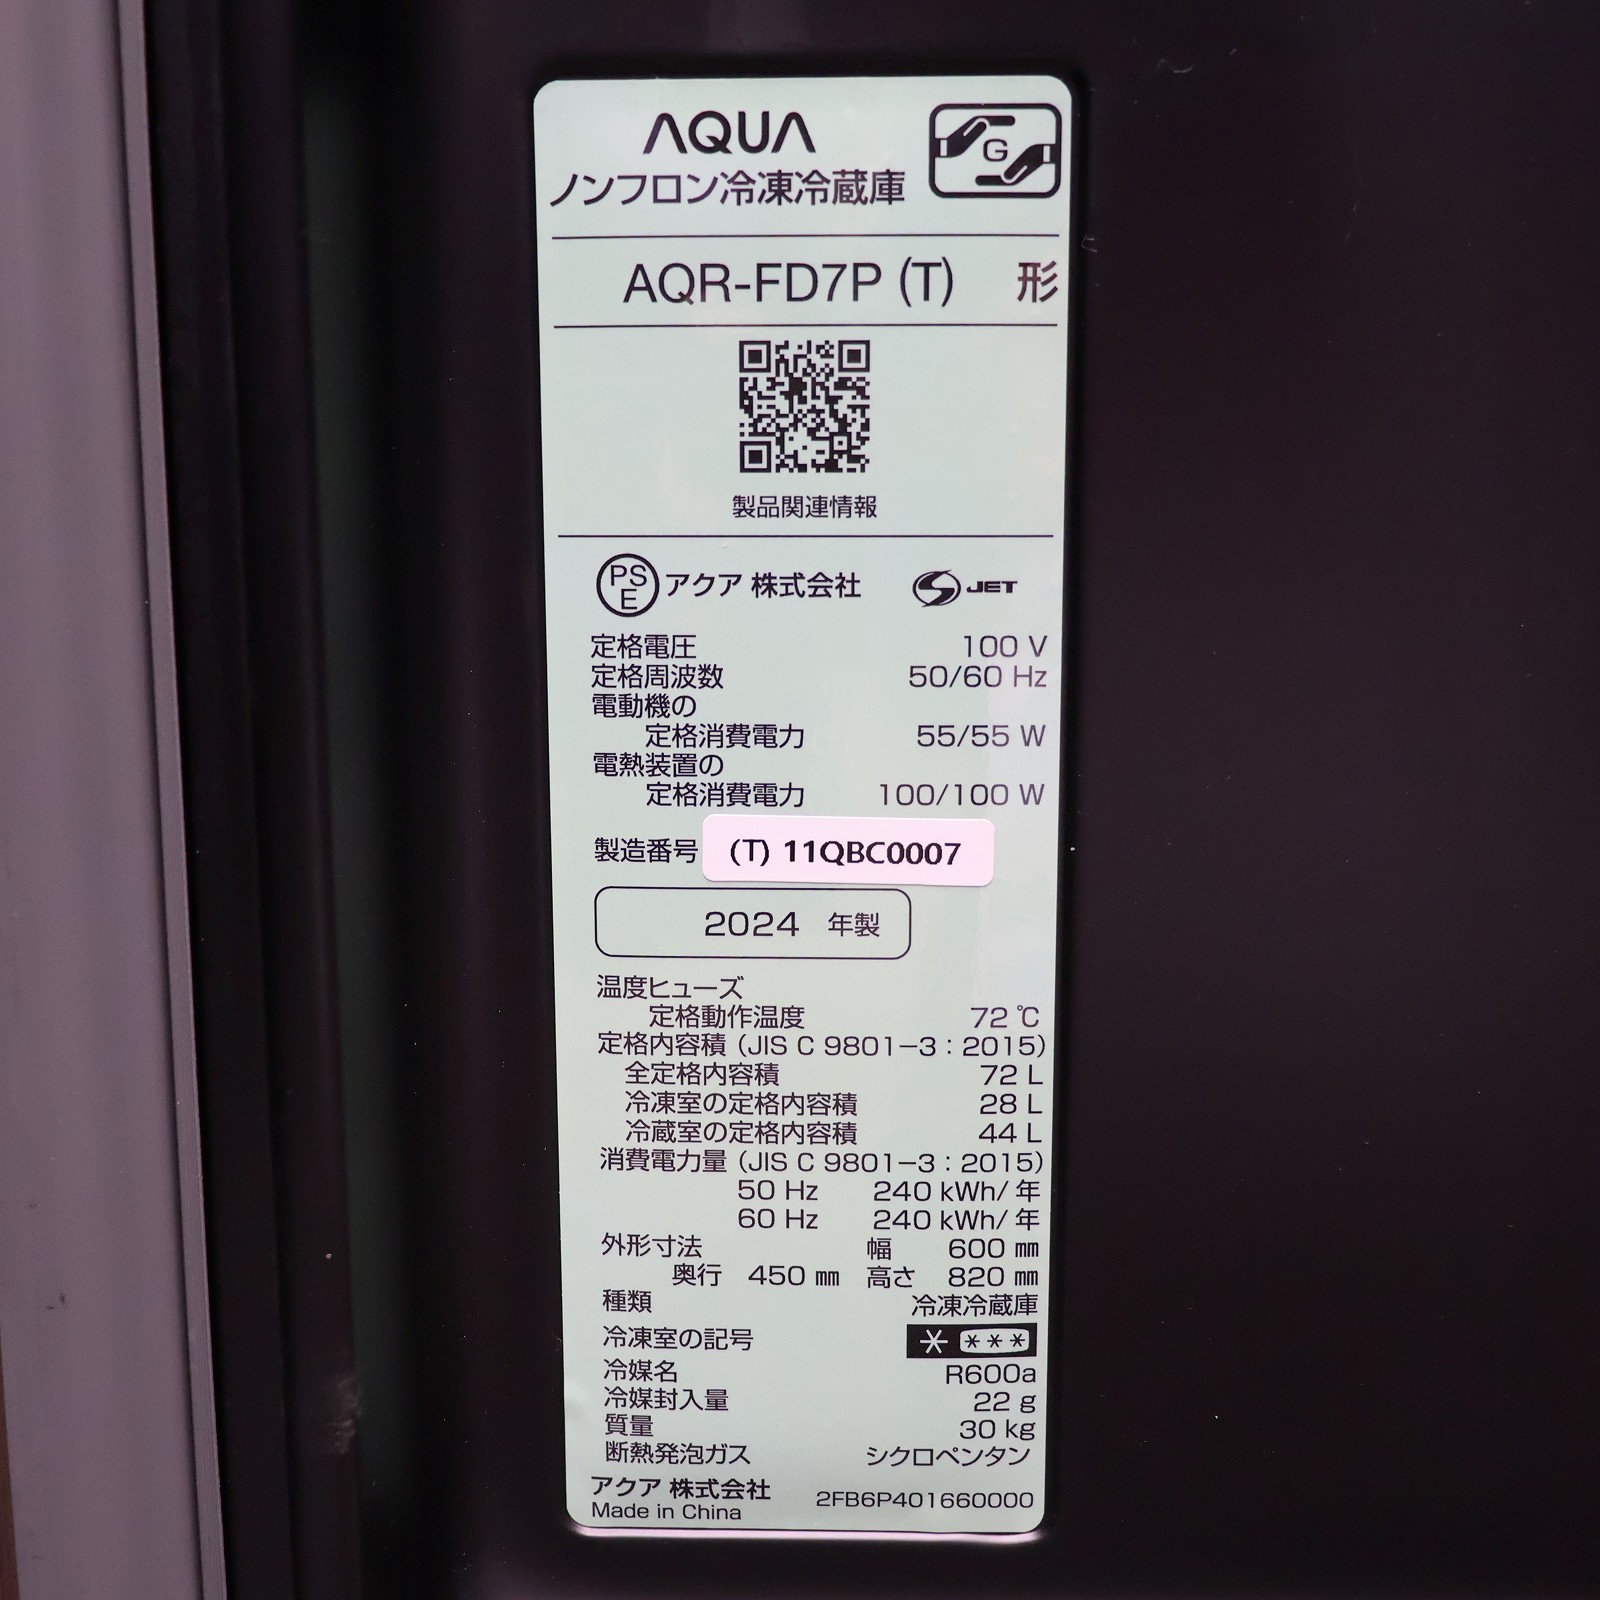 AQUA
G
ノンフロン冷凍冷蔵庫
AQR-FD7P (T) 形
製品関連情報
PS
E
アクア 株式会社 JET
定格電圧 100 V
定格周波数 50/60 Hz
電動機の
定格消費電力 55/55 W
電熱装置の
定格消費電力 100/100 W
製造番号 (T) 11QBC0007
2024 年製
温度ヒューズ
定格動作温度 72 ℃
定格内容積 (JIS C 9801-3 : 2015)
全定格内容積 72 L
冷凍室の定格内容積 28 L
冷蔵室の定格内容積 44 L
消費電力量 (JIS C 9801-3 : 2015)
50 Hz 240 kWh/年
60 Hz 240 kWh/年
外形寸法 幅 600 ㎜
奥行 450 ㎜ 高さ 820 ㎜
種類 冷凍冷蔵庫
冷凍室の記号 * ***
冷媒名 R600a
冷媒封入量 22 g
質量 30 kg
断熱発泡ガス シクロペンタン
アクア 株式会社 2FB6P401660000
Made in China